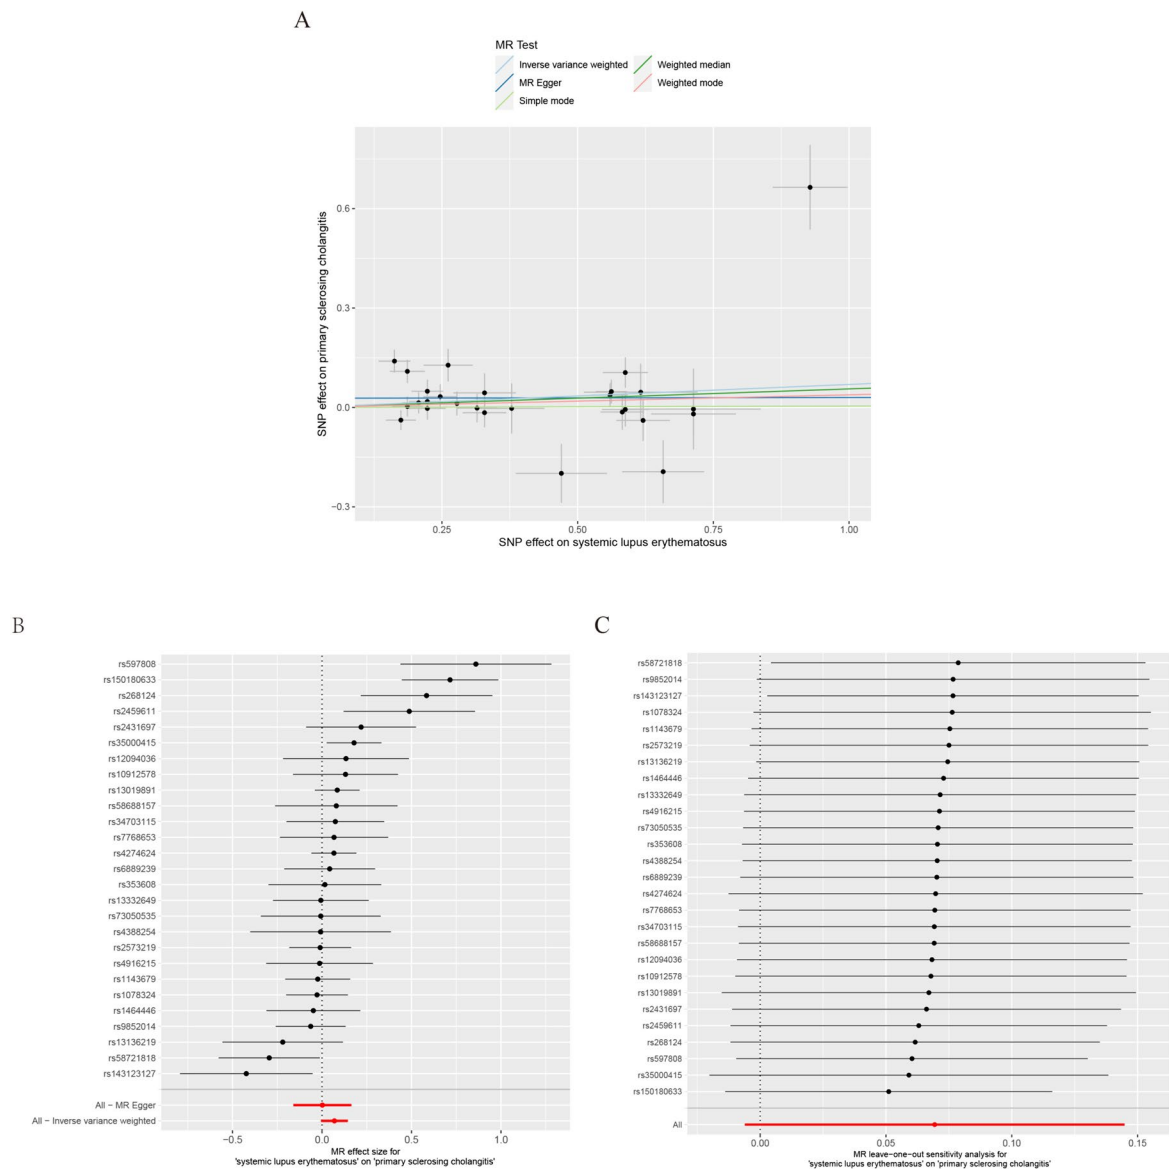 A
MR Test
Inverse variance weighted
Weighted median
MR Egger
Weighted mode
Simple mode
SNP effect on primary sclerosing cholangitis
0.6
0.3
0.0
−0.3
0.25
0.50
0.75
1.00
SNP effect on systemic lupus erythematosus
B
rs597808
rs150180633
rs268124
rs2459611
rs2431697
rs35000415
rs12094036
rs10912578
rs13019891
rs58688157
rs34703115
rs7768653
rs4274624
rs6889239
rs353608
rs13332649
rs73050535
rs4388254
rs2573219
rs4916215
rs1143679
rs1078324
rs1464446
rs9852014
rs13136219
rs58721818
rs143123127
All − MR Egger
All − Inverse variance weighted
−0.5
0.0
0.5
1.0
MR effect size for
'systemic lupus erythematosus' on 'primary sclerosing cholangitis'
C
rs58721818
rs9852014
rs143123127
rs1078324
rs1143679
rs2573219
rs13136219
rs1464446
rs13332649
rs4916215
rs73050535
rs353608
rs4388254
rs6889239
rs4274624
rs7768653
rs34703115
rs58688157
rs12094036
rs10912578
rs13019891
rs2431697
rs2459611
rs268124
rs597808
rs35000415
rs150180633
All
0.00
0.05
0.10
0.15
MR leave−one−out sensitivity analysis for
'systemic lupus erythematosus' on 'primary sclerosing cholangitis'